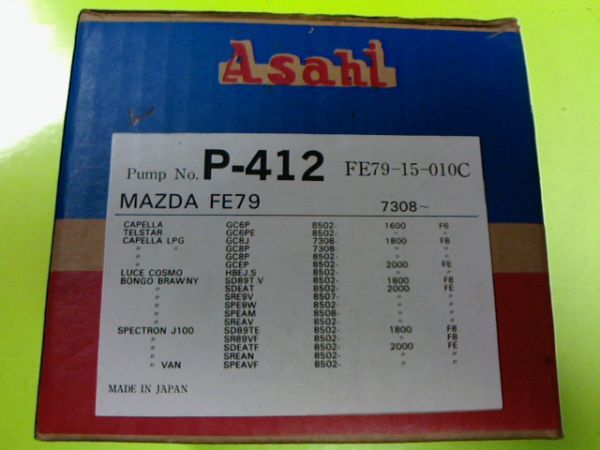 Asahi
Pump No. P-412 FE79-15-010C
MAZDA FE79 7308~
CAPELLA GC6P 8502- 1600 F6
TELSTAR GC6PE 8502- 〃 〃
CAPELLA LPG GC8J 7308- 1800 F8
〃 〃 GC8P 7308- 〃 〃
〃 GC8P 8502- 〃 〃
〃 GCEP 8502- 2000 FE
LUCE COSMO HBEJ.S 8502- 〃 〃
BONGO BRAWNY SD89T.V 8502- 1800 F8
〃 SDEAT 8502- 2000 FE
〃 SRE9V 8507- 〃 〃
〃 SPE9W 8502- 〃 〃
〃 SPEAM 8508- 〃 〃
〃 SREAV 8502- 〃 〃
SPECTRON J100 SD89TE 8502- 1800 F8
〃 SR89VF 8502- 〃 F8
〃 SDEATF 8502- 2000 FE
〃 SREAN 8502- 〃 〃
〃 VAN SPEAVF 8502- 〃 〃
MADE IN JAPAN